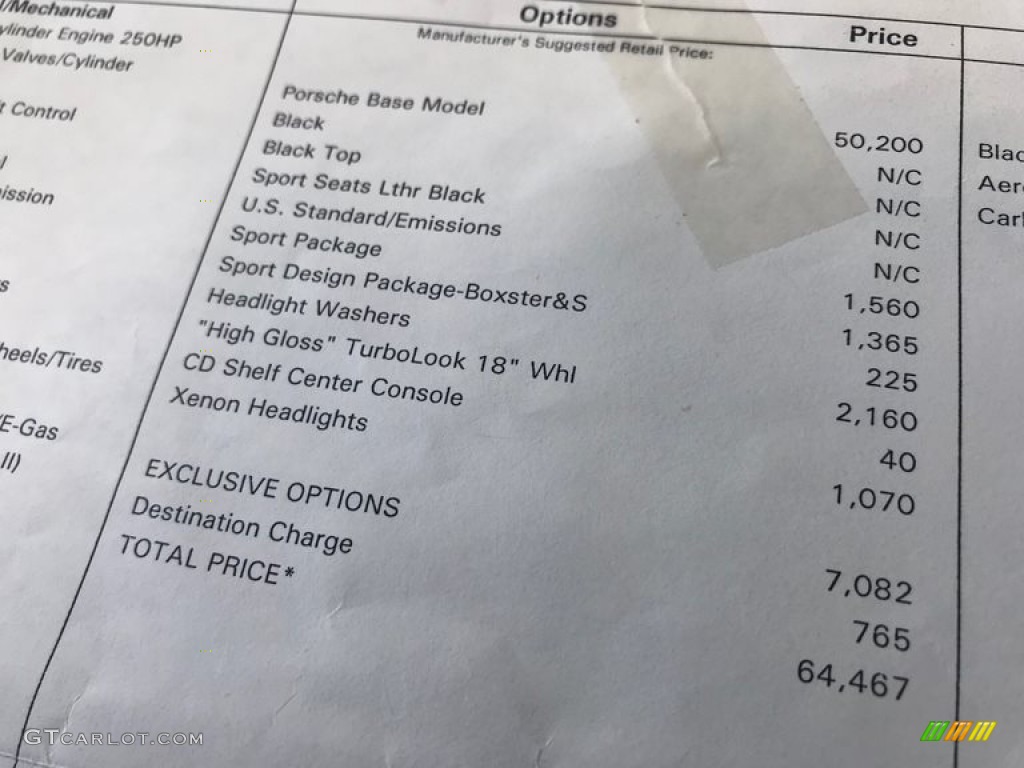 /Mechanical
ylinder Engine 250HP
Valves/Cylinder
t Control
ission
s
heels/Tires
/E-Gas
II)
Options Price
Manufacturer's Suggested Retail Price:
Porsche Base Model 50,200
Black N/C
Black Top N/C
Sport Seats Lthr Black N/C
U.S. Standard/Emissions N/C
Sport Package 1,560
Sport Design Package-Boxster&S 1,365
Headlight Washers 225
"High Gloss" TurboLook 18" Whl 2,160
CD Shelf Center Console 40
Xenon Headlights 1,070
EXCLUSIVE OPTIONS 7,082
Destination Charge 765
TOTAL PRICE* 64,467
Blac
Aer
Car
GTCARLOT.COM